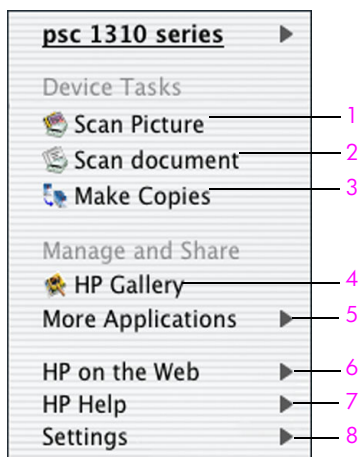 psc 1310 series
Device Tasks
Scan Picture 1
Scan document 2
Make Copies 3
Manage and Share
HP Gallery 4
More Applications 5
HP on the Web 6
HP Help 7
Settings 8